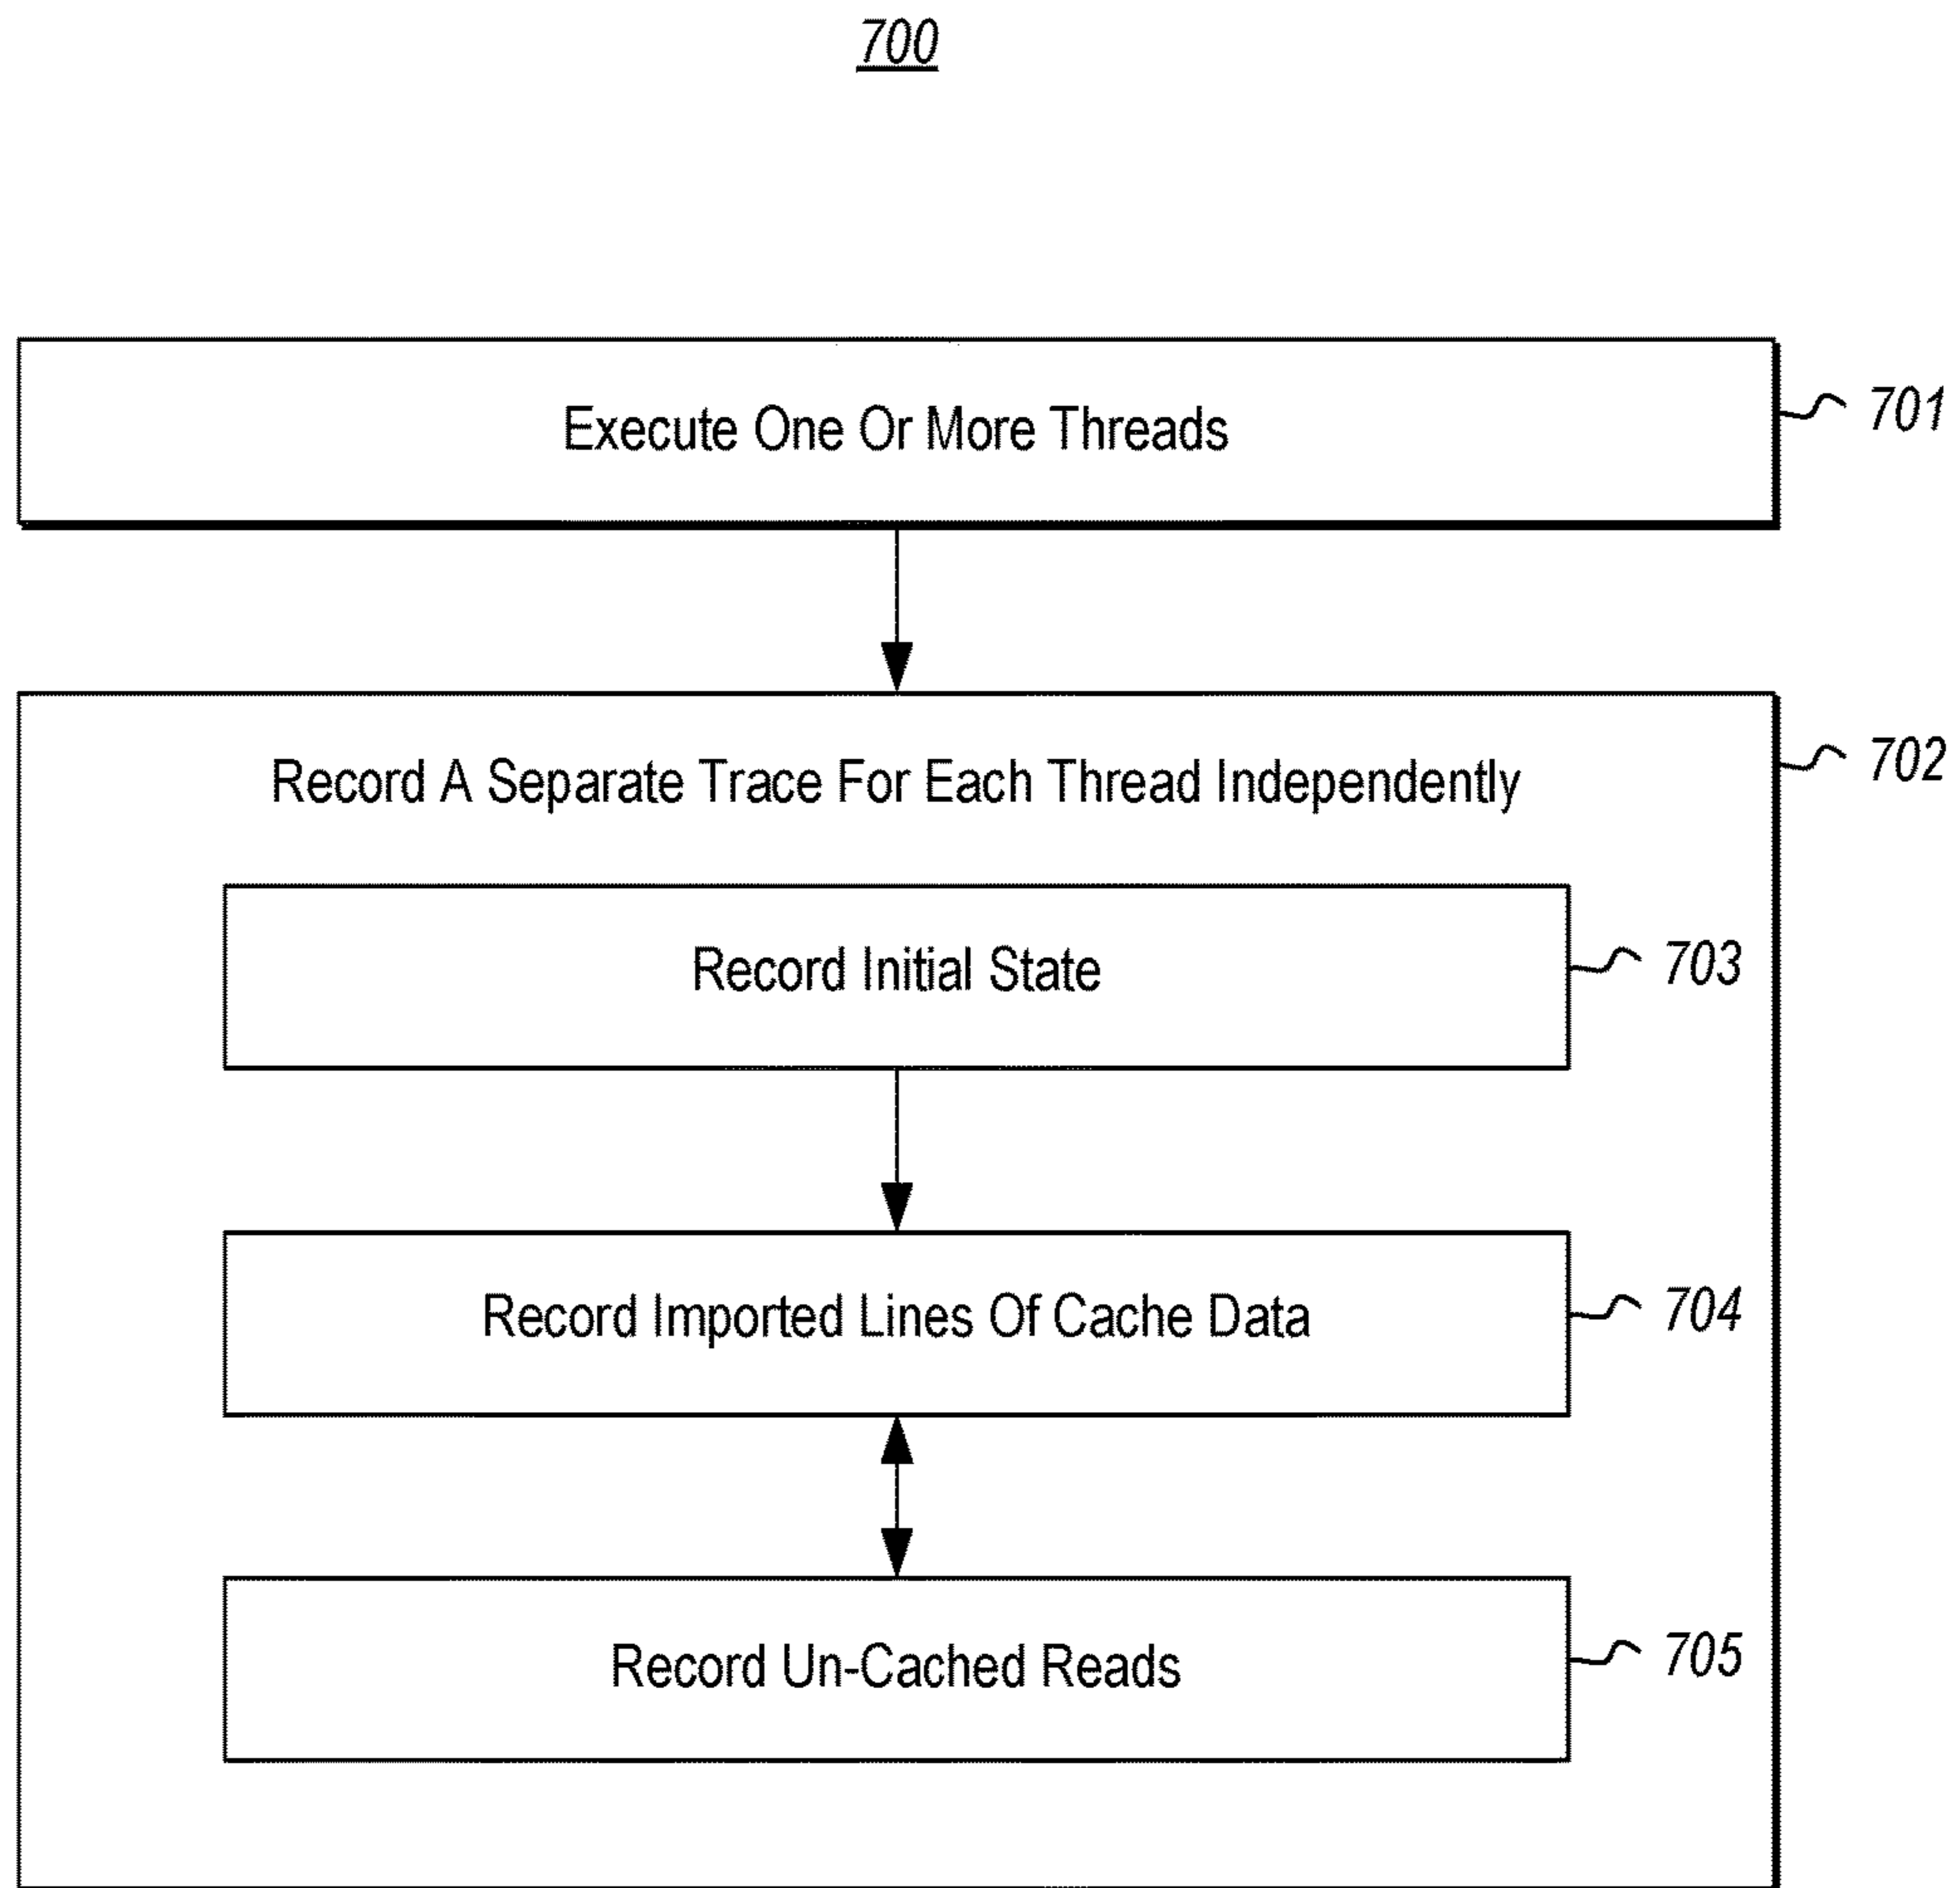 700
Execute One Or More Threads
701
Record A Separate Trace For Each Thread Independently
702
Record Initial State
703
Record Imported Lines Of Cache Data
704
Record Un-Cached Reads
705